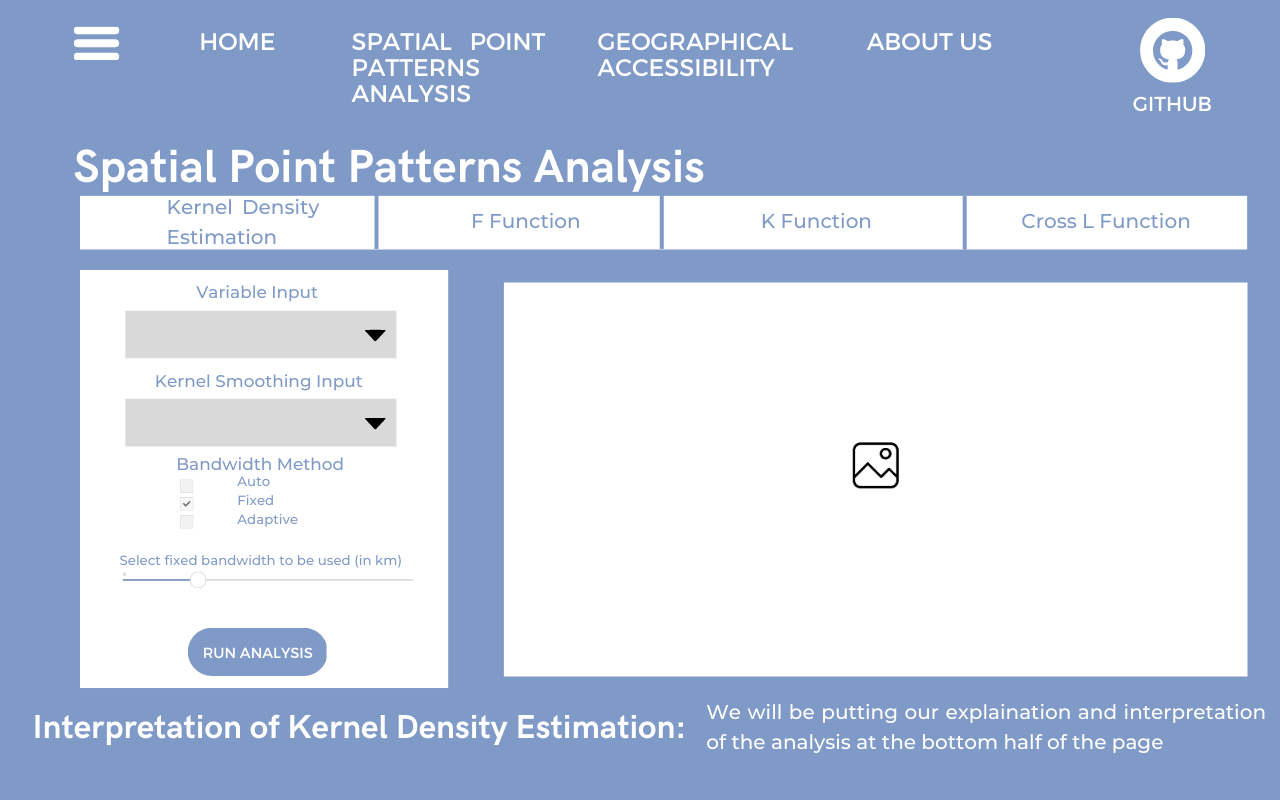 HOME
SPATIAL POINT
PATTERNS
ANALYSIS
GEOGRAPHICAL
ACCESSIBILITY
ABOUT US
GITHUB
Spatial Point Patterns Analysis
Kernel Density
Estimation
F Function
K Function
Cross L Function
Variable Input
Kernel Smoothing Input
Bandwidth Method
Auto
Fixed
Adaptive
Select fixed bandwidth to be used (in km)
RUN ANALYSIS
Interpretation of Kernel Density Estimation:
We will be putting our explaination and interpretation
of the analysis at the bottom half of the page